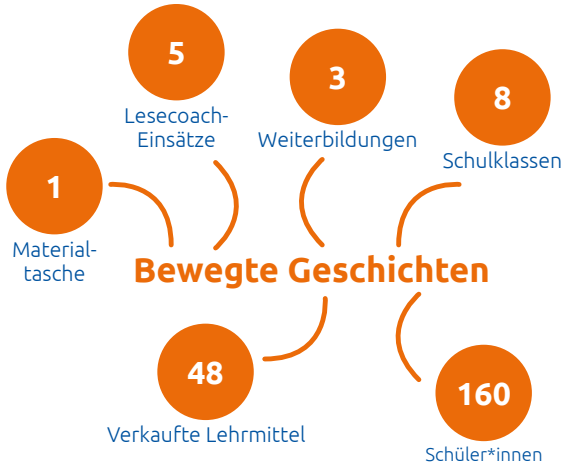 5
Lesecoach-
Einsätze
3
Weiterbildungen
8
Schulklassen
1
Material-
tasche
Bewegte Geschichten
48
Verkaufte Lehrmittel
160
Schüler*innen